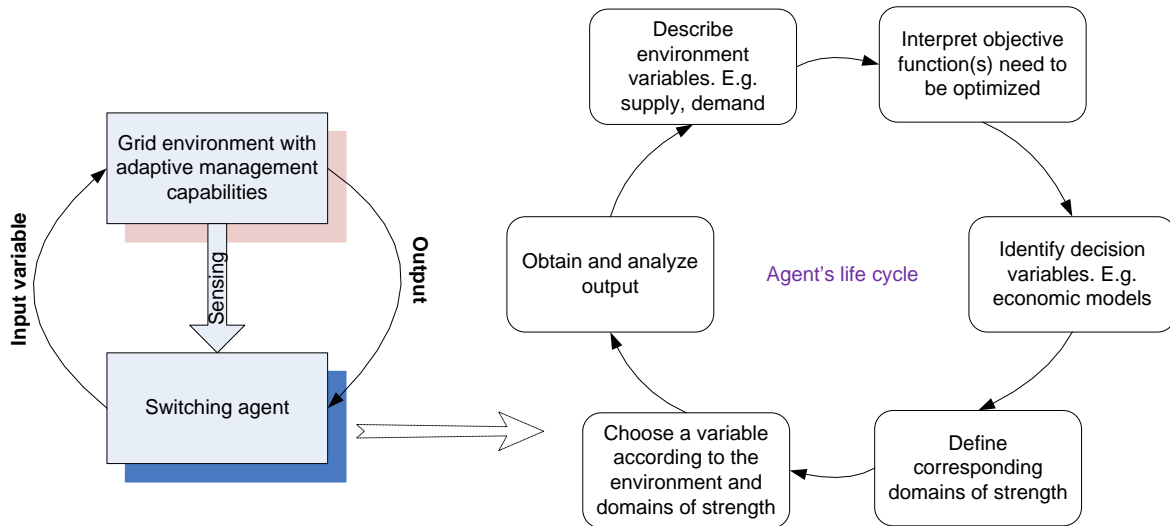 Grid environment with
adaptive management
capabilities
Input variable
Sensing
Output
Switching agent
Describe
environment
variables. E.g.
supply, demand
Interpret objective
function(s) need to
be optimized
Identify decision
variables. E.g.
economic models
Define
corresponding
domains of strength
Choose a variable
according to the
environment and
domains of strength
Obtain and analyze
output
Agent's life cycle